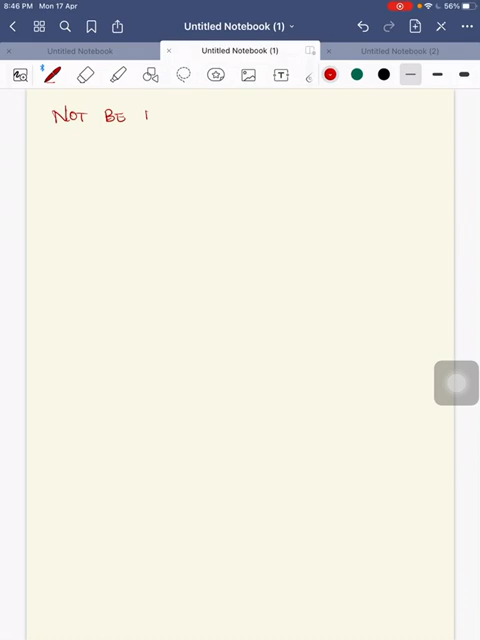 8:46 PM Mon 17 Apr 56%
Untitled Notebook (1)
Untitled Notebook
Untitled Notebook (1)
Untitled Notebook (2)
T
NOT BE I